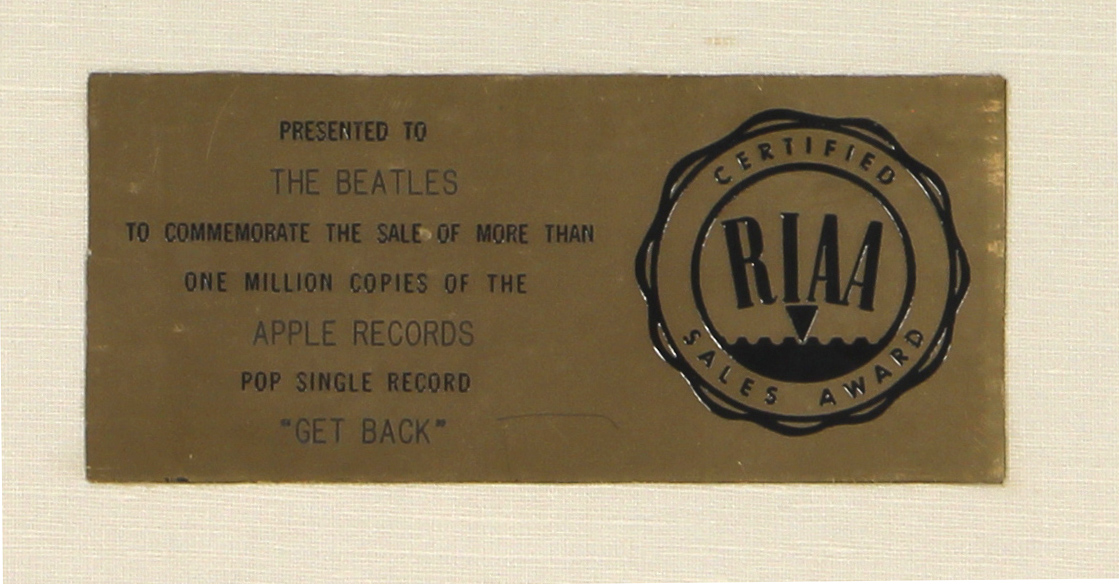 PRESENTED TO
THE BEATLES
TO COMMEMORATE THE SALE OF MORE THAN
ONE MILLION COPIES OF THE
APPLE RECORDS
POP SINGLE RECORD
"GET BACK"
CERTIFIED
RIAA
SALES AWARD